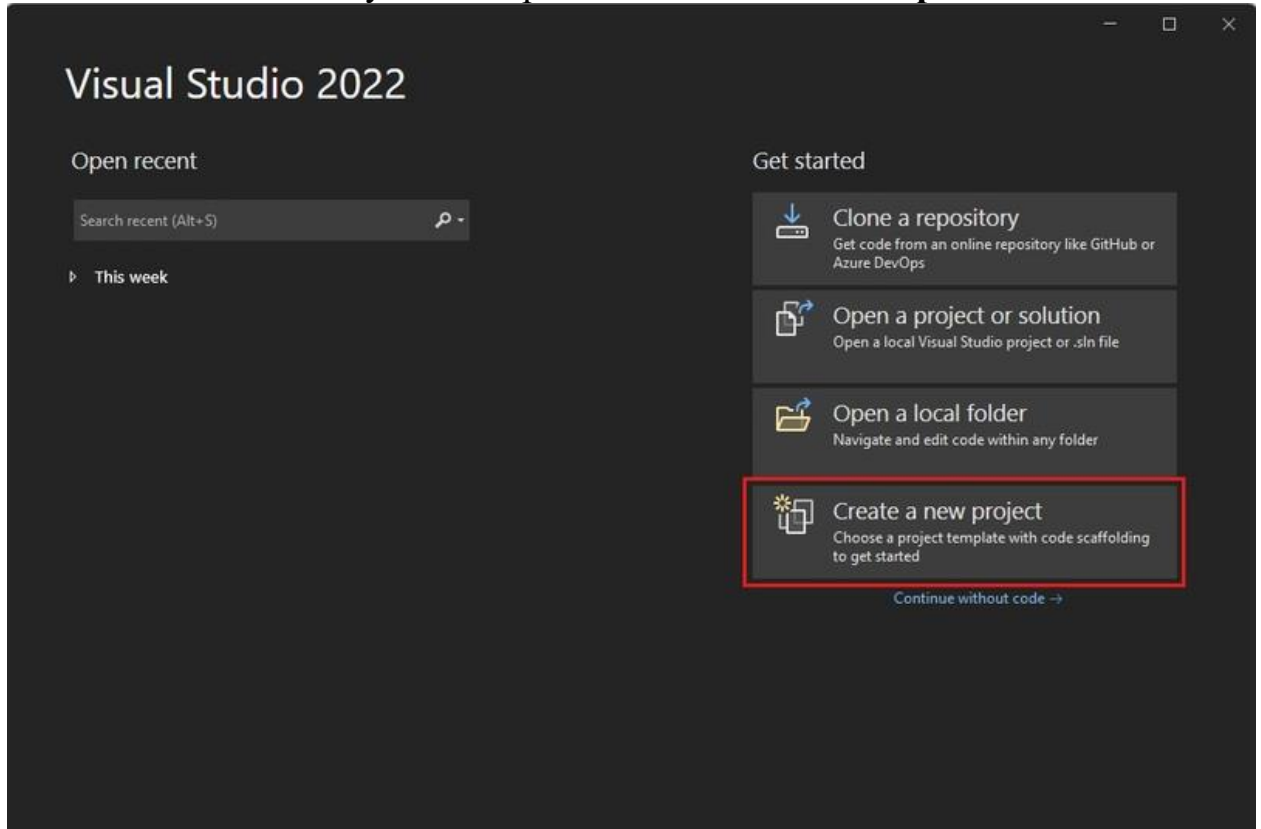 Visual Studio 2022
Open recent
Search recent (Alt+S)
This week
Get started
Clone a repository
Get code from an online repository like GitHub or
Azure DevOps
Open a project or solution
Open a local Visual Studio project or .sln file
Open a local folder
Navigate and edit code within any folder
Create a new project
Choose a project template with code scaffolding
to get started
Continue without code →